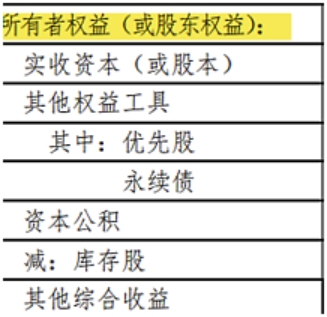 所有者权益（或股东权益）：
实收资本（或股本）
其他权益工具
其中：优先股
永续债
资本公积
减：库存股
其他综合收益